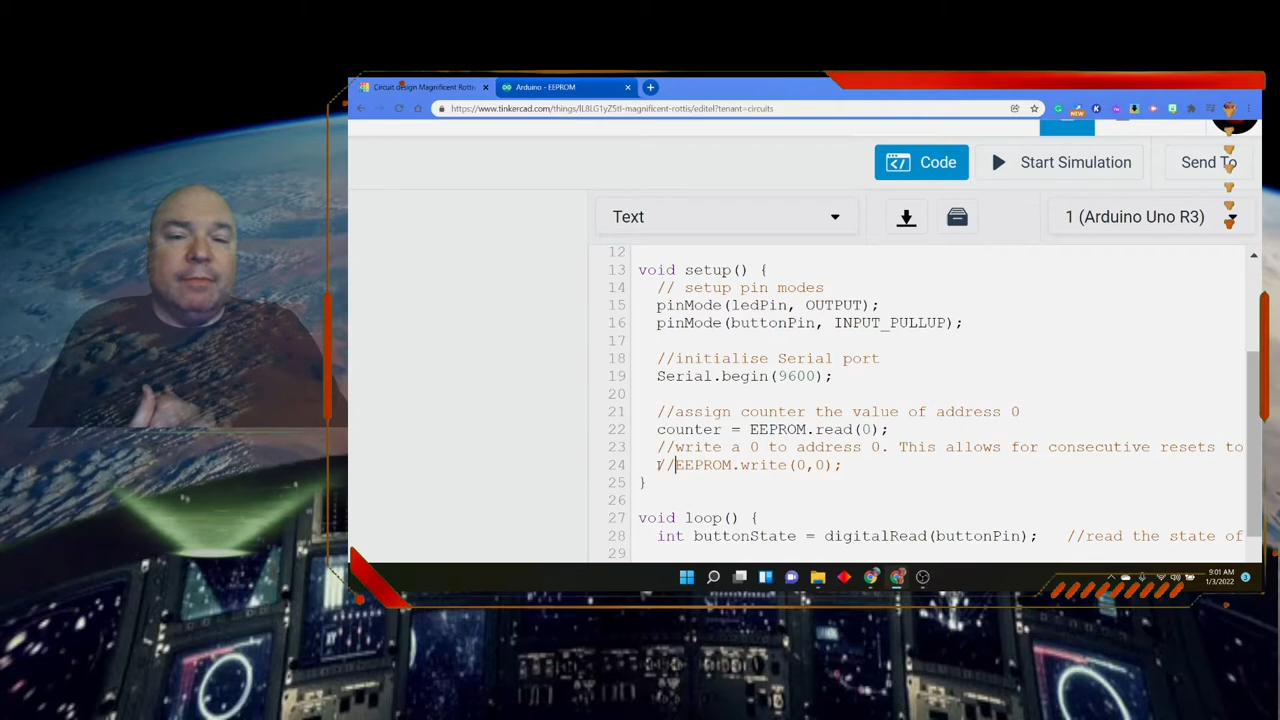 Circuit design Magnificent Rotti
Arduino - EEPROM
https://www.tinkercad.com/things/lL8LG1yZ5tl-magnificent-rottis/editel?tenant=circuits
NEW
Code
Start Simulation
Send To
Text
1 (Arduino Uno R3)
12
13 void setup() {
14 // setup pin modes
15 pinMode(ledPin, OUTPUT);
16 pinMode(buttonPin, INPUT_PULLUP);
17
18 //initialise Serial port
19 Serial.begin(9600);
20
21 //assign counter the value of address 0
22 counter = EEPROM.read(0);
23 //write a 0 to address 0. This allows for consecutive resets to
24 //EEPROM.write(0,0);
25 }
26
27 void loop() {
28 int buttonState = digitalRead(buttonPin); //read the state of
29
9:01 AM
1/3/2022